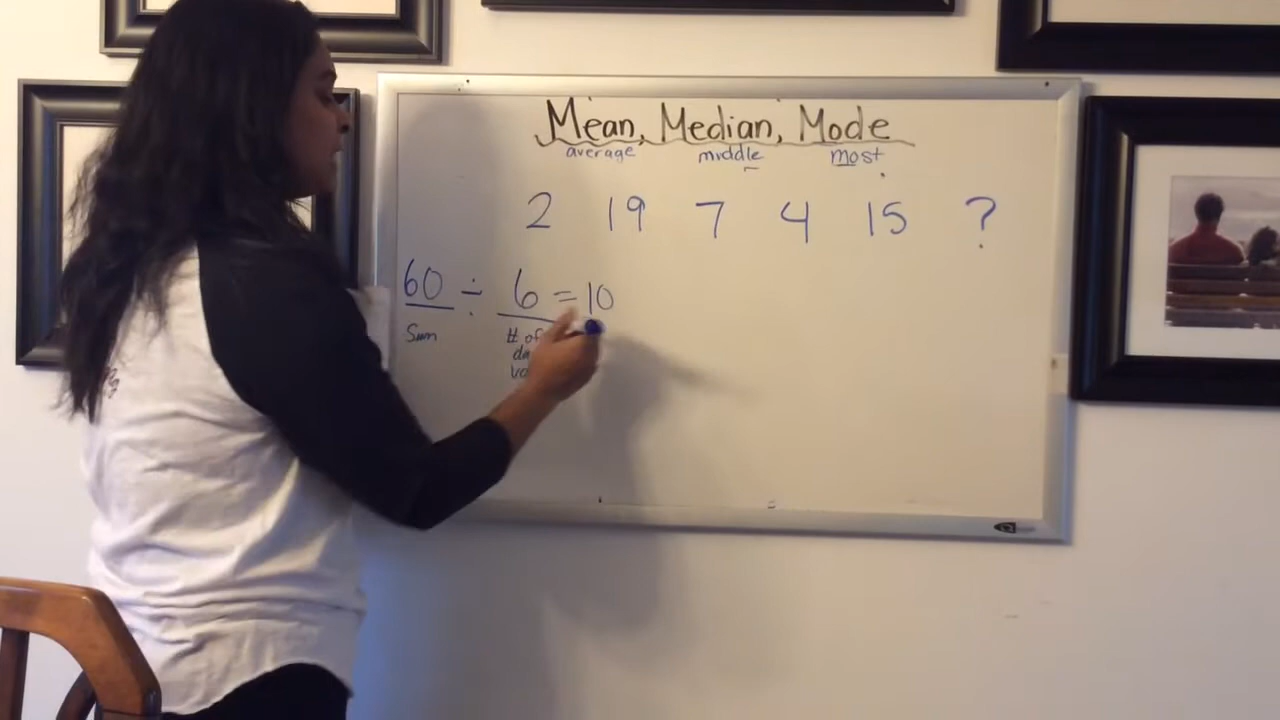 Mean, Median, Mode
average middle most
2 19 7 4 15 ?
60 ÷ 6 = 10
Sum # of